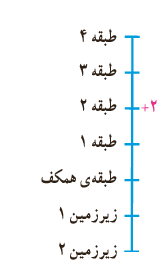 طبقه ۴
طبقه ۳
طبقه ۲
+۲
طبقه ۱
طبقه‌ی همکف
زیرزمین ۱
زیرزمین ۲